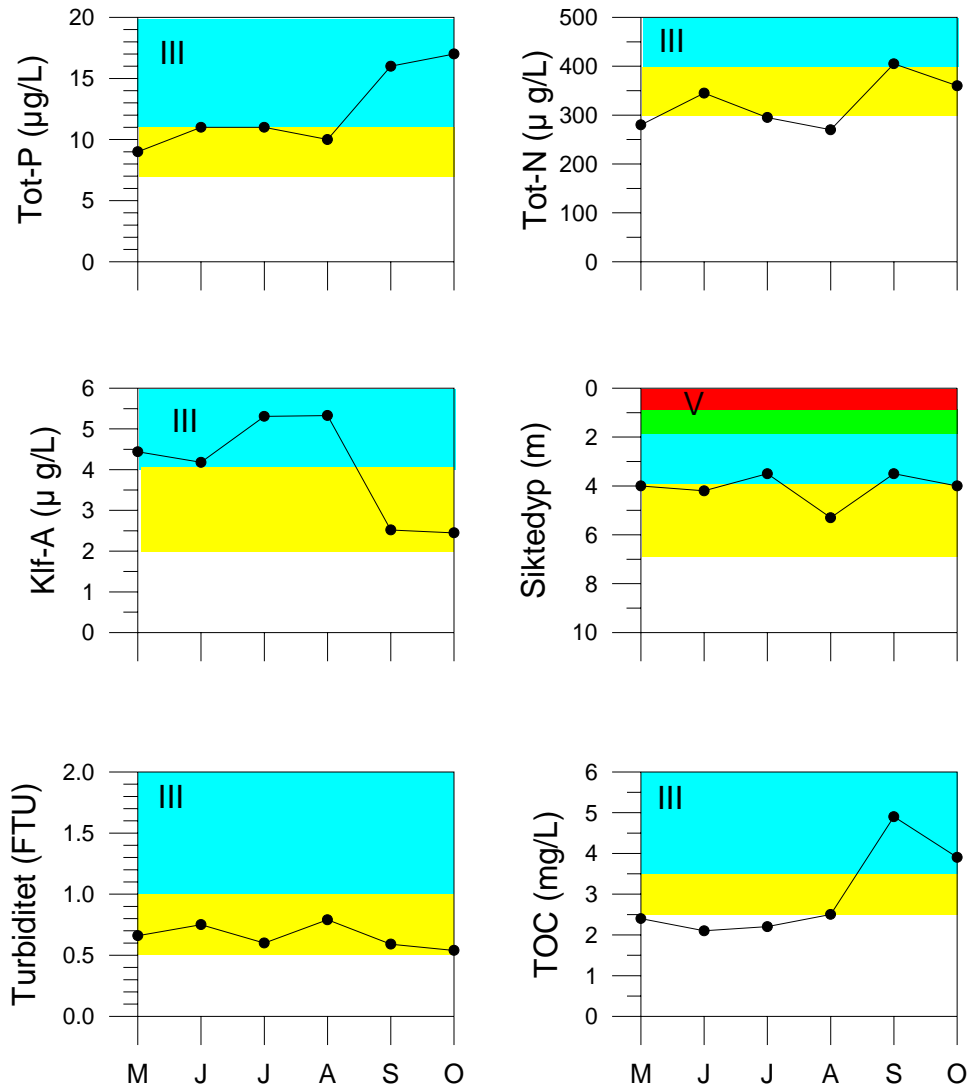 Tot-P (µg/L)
20
15
10
5
0
III
Tot-N (µ g/L)
500
400
300
200
100
0
III
Klf-A (µ g/L)
6
5
4
3
2
1
0
III
Siktedyp (m)
0
2
4
6
8
10
V
Turbiditet (FTU)
2.0
1.5
1.0
0.5
0.0
III
M J J A S O
TOC (mg/L)
6
5
4
3
2
1
0
III
M J J A S O